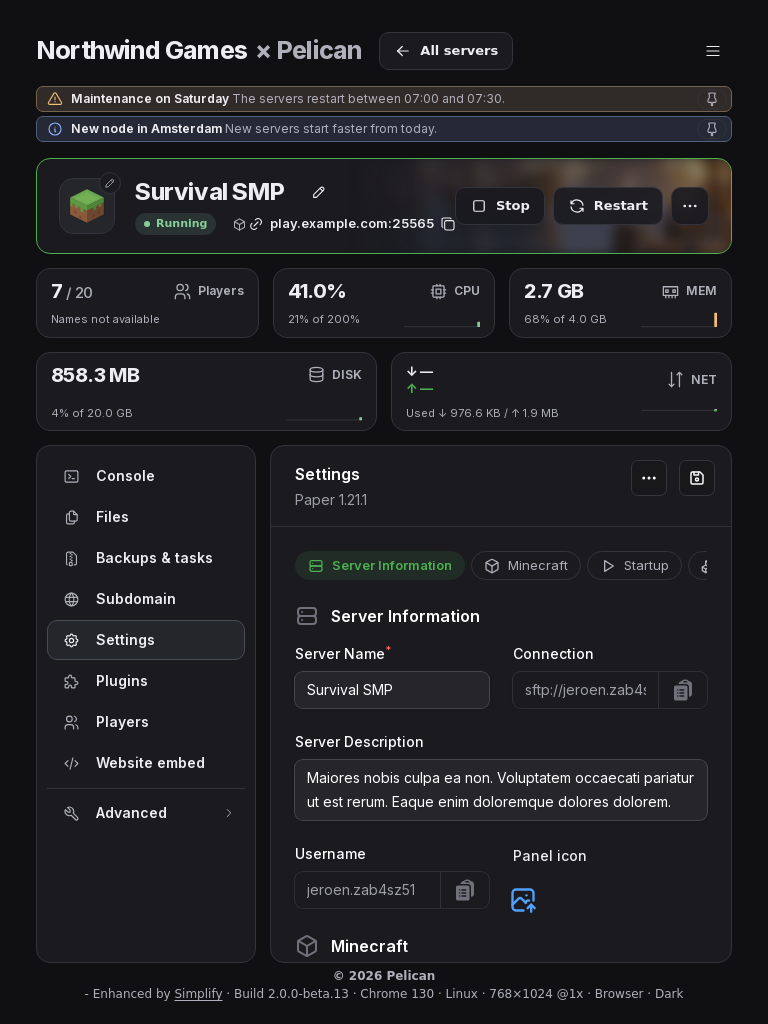 Northwind Games × Pelican
All servers
Maintenance on Saturday The servers restart between 07:00 and 07:30.
New node in Amsterdam New servers start faster from today.
Survival SMP
Running
play.example.com:25565
Stop
Restart
7 / 20
Players
Names not available
41.0%
CPU
21% of 200%
2.7 GB
MEM
68% of 4.0 GB
858.3 MB
DISK
4% of 20.0 GB
↓ —
↑ —
NET
Used ↓ 976.6 KB / ↑ 1.9 MB
Console
Files
Backups & tasks
Subdomain
Settings
Plugins
Players
Website embed
Advanced
Settings
Paper 1.21.1
Server Information
Minecraft
Startup
Server Information
Server Name*
Survival SMP
Connection
sftp://jeroen.zab4s
Server Description
Maiores nobis culpa ea non. Voluptatem occaecati pariatur
ut est rerum. Eaque enim doloremque dolores dolorem.
Username
jeroen.zab4sz51
Panel icon
Minecraft
© 2026 Pelican
- Enhanced by Simplify · Build 2.0.0-beta.13 · Chrome 130 · Linux · 768×1024 @1x · Browser · Dark